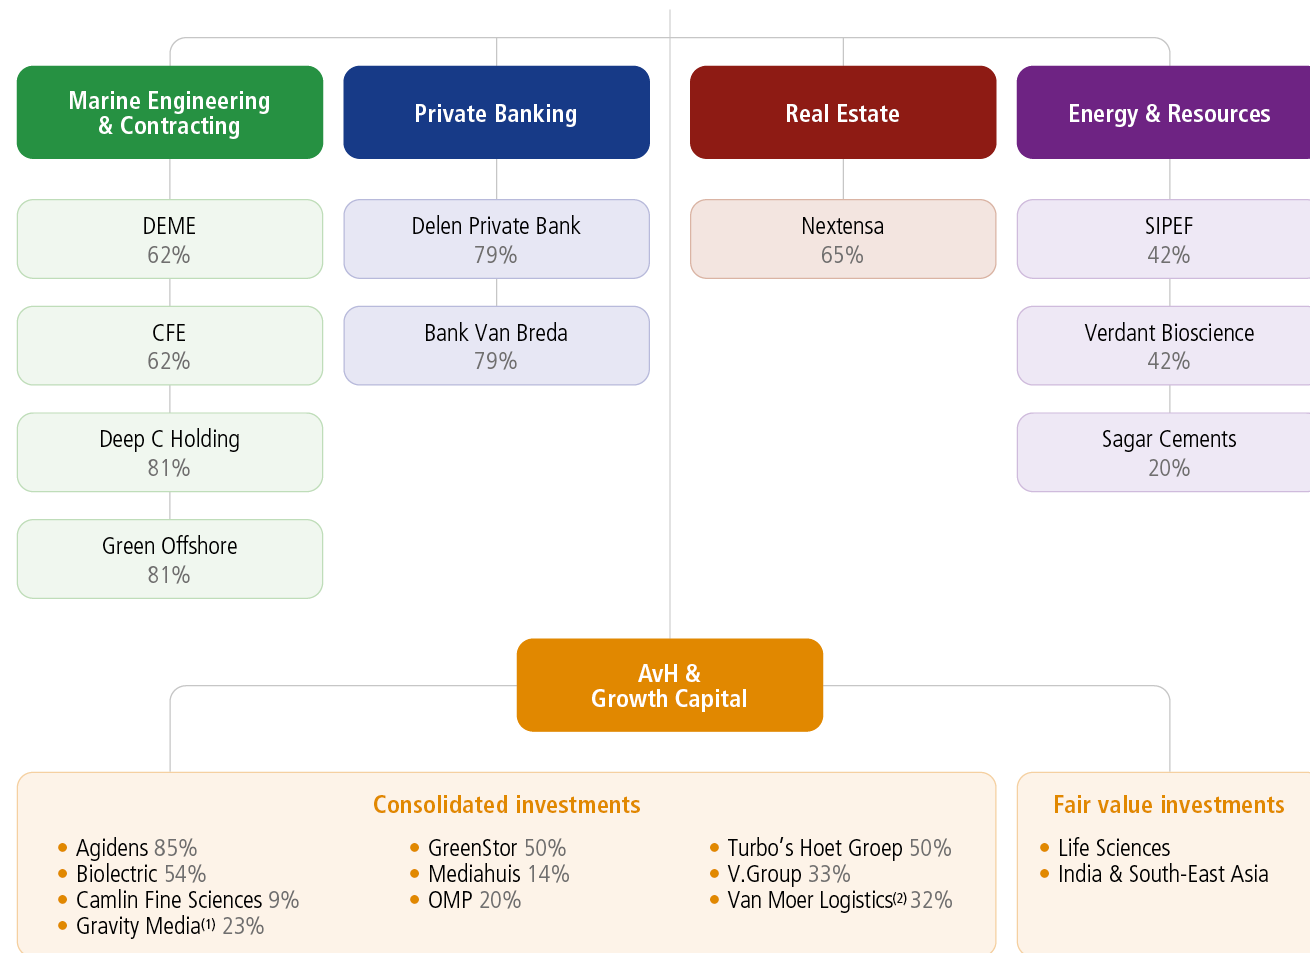 Marine Engineering
& Contracting
DEME
62%
CFE
62%
Deep C Holding
81%
Green Offshore
81%
Private Banking
Delen Private Bank
79%
Bank Van Breda
79%
Real Estate
Nextensa
65%
Energy & Resources
SIPEF
42%
Verdant Bioscience
42%
Sagar Cements
20%
AvH &
Growth Capital
Consolidated investments
• Agidens 85%
• Biolectric 54%
• Camlin Fine Sciences 9%
• Gravity Media(1) 23%
• GreenStor 50%
• Mediahuis 14%
• OMP 20%
• Turbo’s Hoet Groep 50%
• V.Group 33%
• Van Moer Logistics(2) 32%
Fair value investments
• Life Sciences
• India & South-East Asia